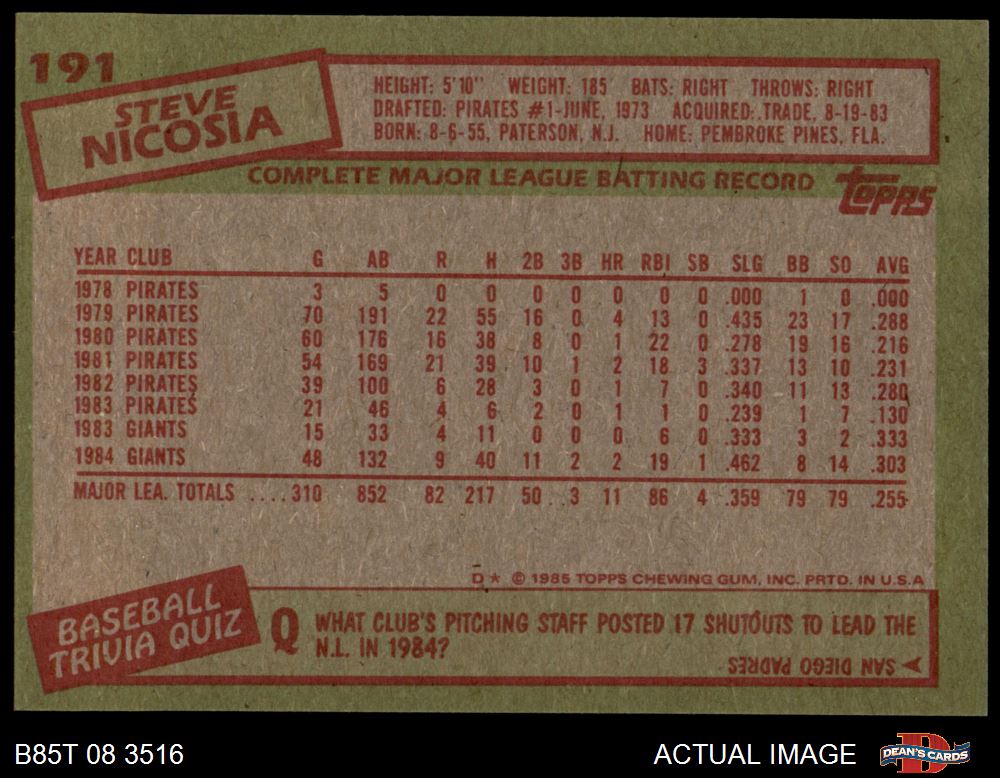 191
STEVE
NICOSIA
HEIGHT: 5'10" WEIGHT: 185 BATS: RIGHT THROWS: RIGHT
DRAFTED: PIRATES #1-JUNE, 1973 ACQUIRED: TRADE, 8-19-83
BORN: 8-6-55, PATERSON, N.J. HOME: PEMBROKE PINES, FLA.
COMPLETE MAJOR LEAGUE BATTING RECORD
TOPPS
YEAR CLUB G AB R H 2B 3B HR RBI SB SLG BB SO AVG
1978 PIRATES 3 5 0 0 0 0 0 0 0 .000 1 0 .000
1979 PIRATES 70 191 22 55 16 0 4 13 0 .435 23 17 .288
1980 PIRATES 60 176 16 38 8 0 1 22 0 .278 19 16 .216
1981 PIRATES 54 169 21 39 10 1 2 18 3 .337 13 10 .231
1982 PIRATES 39 100 6 28 3 0 1 7 0 .340 11 13 .280
1983 PIRATES 21 46 4 6 2 0 1 1 0 .239 1 7 .130
1983 GIANTS 15 33 4 11 0 0 0 6 0 .333 3 2 .333
1984 GIANTS 48 132 9 40 11 2 2 19 1 .462 8 14 .303
MAJOR LEA. TOTALS ....310 852 82 217 50 3 11 86 4 .359 79 79 .255
D* © 1985 TOPPS CHEWING GUM, INC. PRTD. IN U.S.A
BASEBALL
TRIVIA QUIZ
Q WHAT CLUB'S PITCHING STAFF POSTED 17 SHUTOUTS TO LEAD THE
N.L. IN 1984?
SAN DIEGO PADRES
B85T 08 3516
ACTUAL IMAGE
D
DEAN'S CARDS